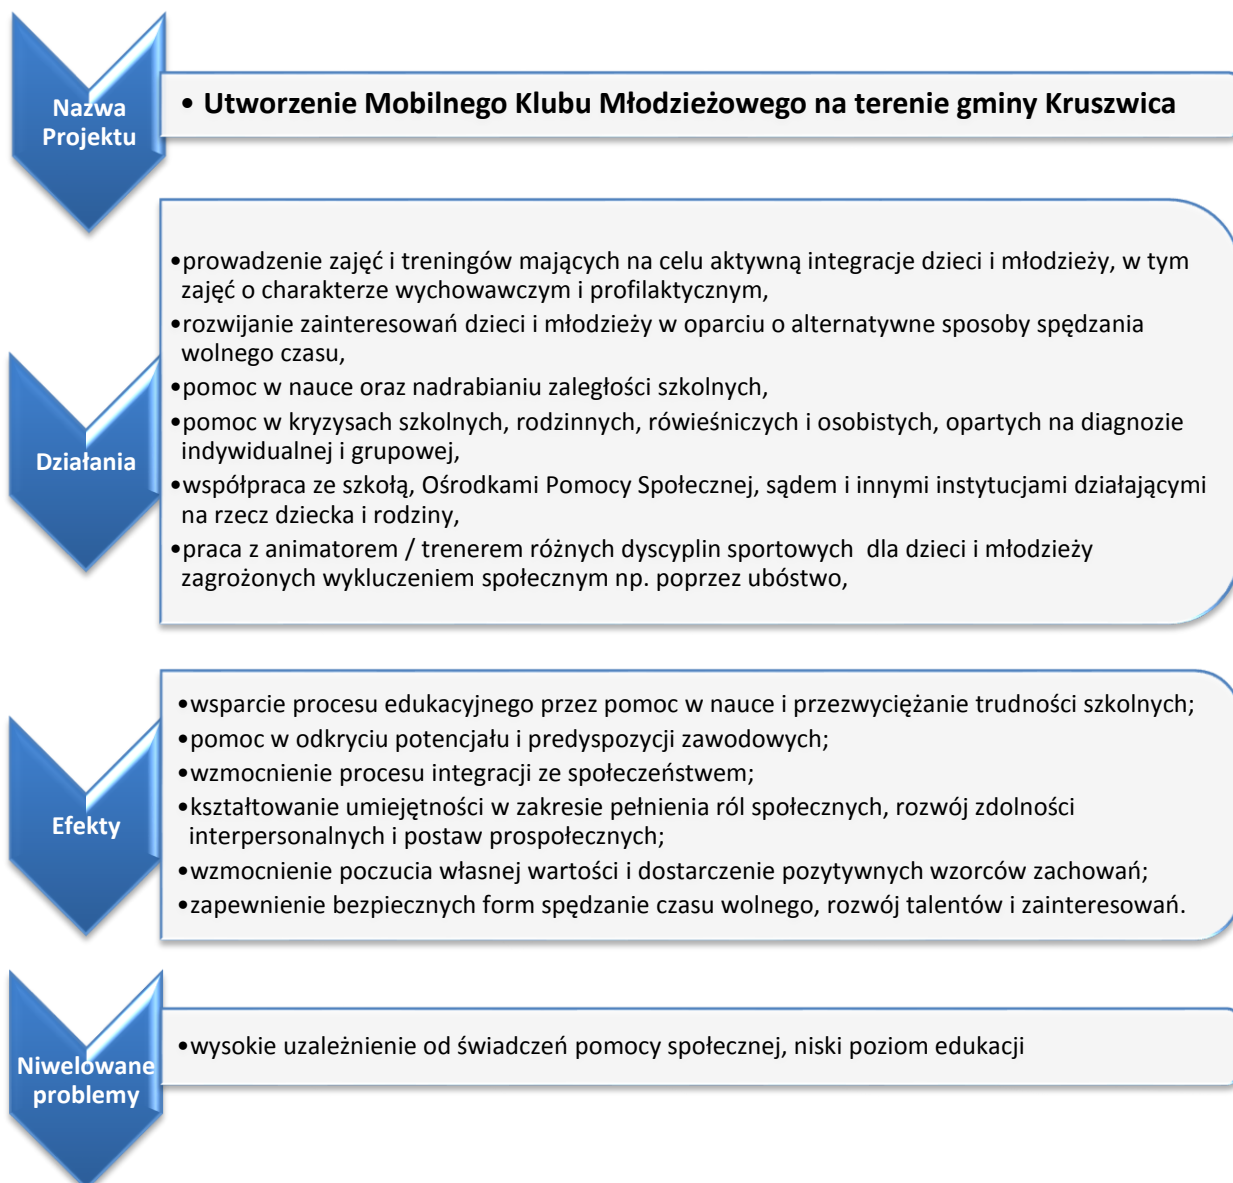 Nazwa
Projektu
• Utworzenie Mobilnego Klubu Młodzieżowego na terenie gminy Kruszwica
Działania
•prowadzenie zajęć i treningów mających na celu aktywną integracje dzieci i młodzieży, w tym
zajęć o charakterze wychowawczym i profilaktycznym,
•rozwijanie zainteresowań dzieci i młodzieży w oparciu o alternatywne sposoby spędzania
wolnego czasu,
•pomoc w nauce oraz nadrabianiu zaległości szkolnych,
•pomoc w kryzysach szkolnych, rodzinnych, rówieśniczych i osobistych, opartych na diagnozie
indywidualnej i grupowej,
•współpraca ze szkołą, Ośrodkami Pomocy Społecznej, sądem i innymi instytucjami działającymi
na rzecz dziecka i rodziny,
•praca z animatorem / trenerem różnych dyscyplin sportowych dla dzieci i młodzieży
zagrożonych wykluczeniem społecznym np. poprzez ubóstwo,
Efekty
•wsparcie procesu edukacyjnego przez pomoc w nauce i przezwyciężanie trudności szkolnych;
•pomoc w odkryciu potencjału i predyspozycji zawodowych;
•wzmocnienie procesu integracji ze społeczeństwem;
•kształtowanie umiejętności w zakresie pełnienia ról społecznych, rozwój zdolności
interpersonalnych i postaw prospołecznych;
•wzmocnienie poczucia własnej wartości i dostarczenie pozytywnych wzorców zachowań;
•zapewnienie bezpiecznych form spędzanie czasu wolnego, rozwój talentów i zainteresowań.
Niwelowane
problemy
•wysokie uzależnienie od świadczeń pomocy społecznej, niski poziom edukacji